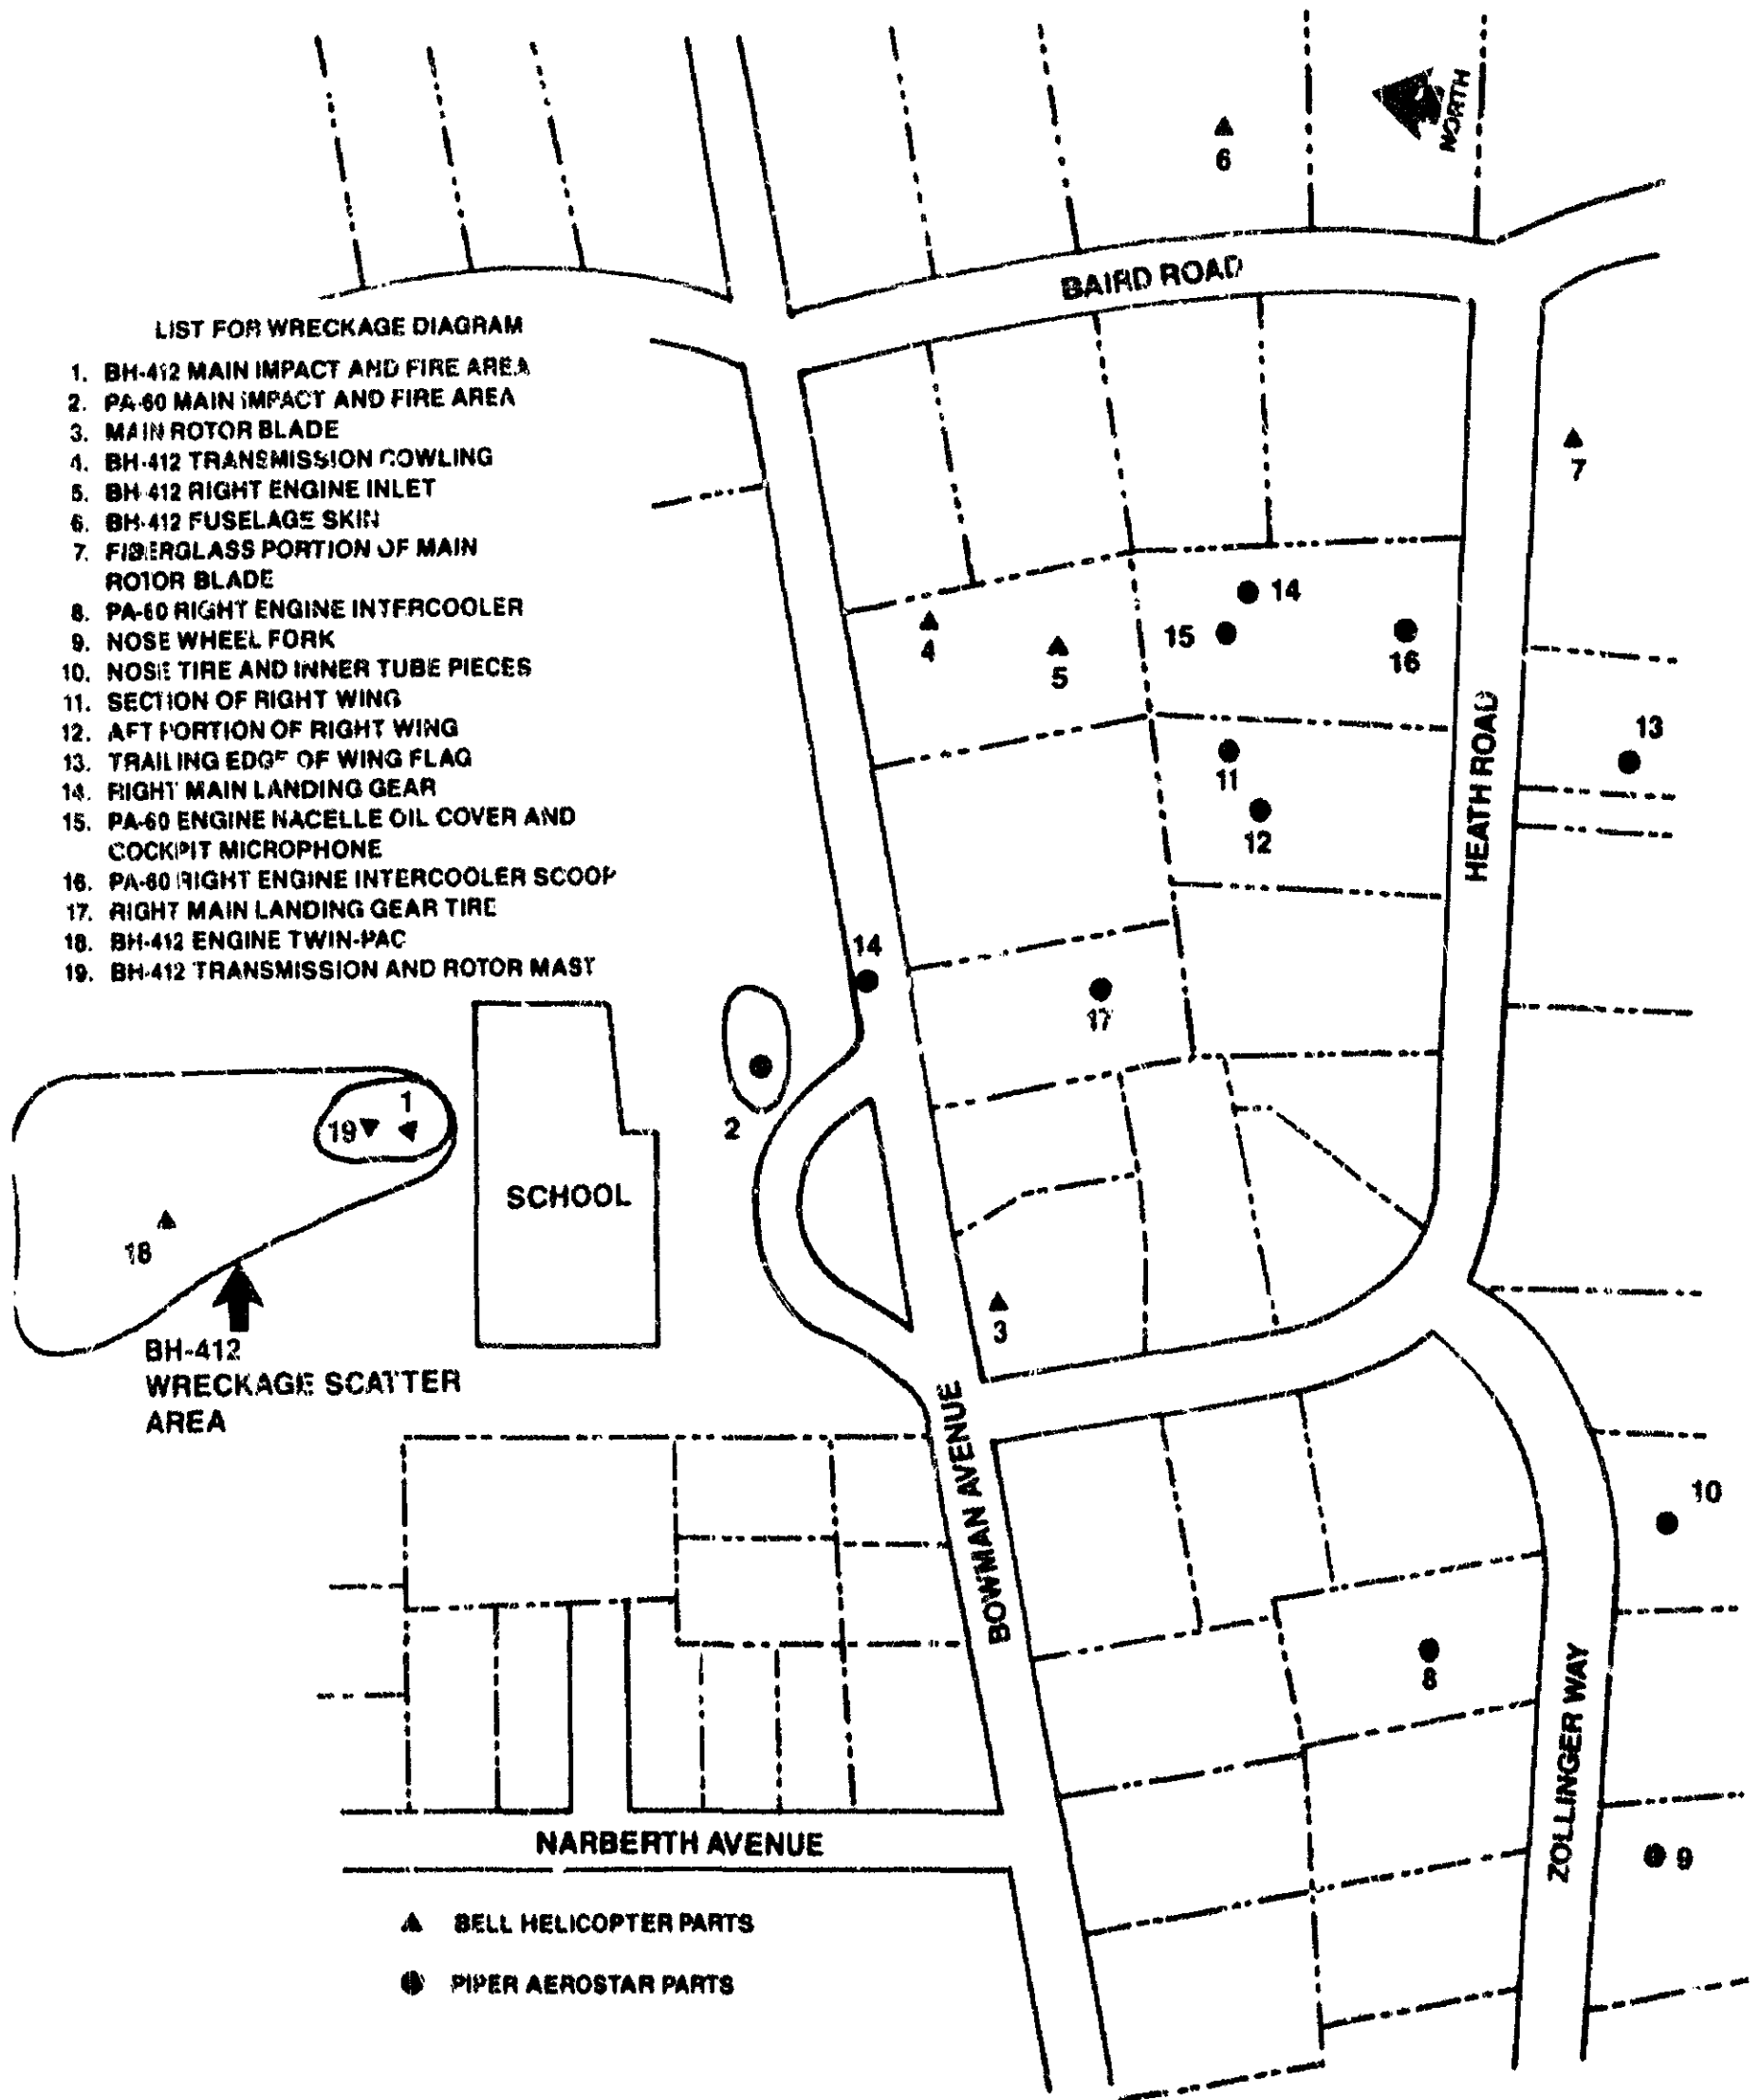 NORTH
6
BAIRD ROAD
LIST FOR WRECKAGE DIAGRAM
1. BH-412 MAIN IMPACT AND FIRE AREA
2. PA-60 MAIN IMPACT AND FIRE AREA
3. MAIN ROTOR BLADE
4. BH-412 TRANSMISSION COWLING
5. BH-412 RIGHT ENGINE INLET
6. BH-412 FUSELAGE SKIN
7. FIBERGLASS PORTION OF MAIN
ROTOR BLADE
8. PA-60 RIGHT ENGINE INTERCOOLER
9. NOSE WHEEL FORK
10. NOSE TIRE AND INNER TUBE PIECES
11. SECTION OF RIGHT WING
12. AFT PORTION OF RIGHT WING
13. TRAILING EDGE OF WING FLAG
14. RIGHT MAIN LANDING GEAR
15. PA-60 ENGINE NACELLE OIL COVER AND
COCKPIT MICROPHONE
16. PA-60 RIGHT ENGINE INTERCOOLER SCOOP
17. RIGHT MAIN LANDING GEAR TIRE
18. BH-412 ENGINE TWIN-PAC
19. BH-412 TRANSMISSION AND ROTOR MAST
7
14
15
16
4
5
13
11
12
HEATH ROAD
14
17
1
19
2
SCHOOL
18
3
BH-412
WRECKAGE SCATTER
AREA
BOWMAN AVENUE
10
8
ZOLLINGER WAY
NARBERTH AVENUE
9
BELL HELICOPTER PARTS
PIPER AEROSTAR PARTS